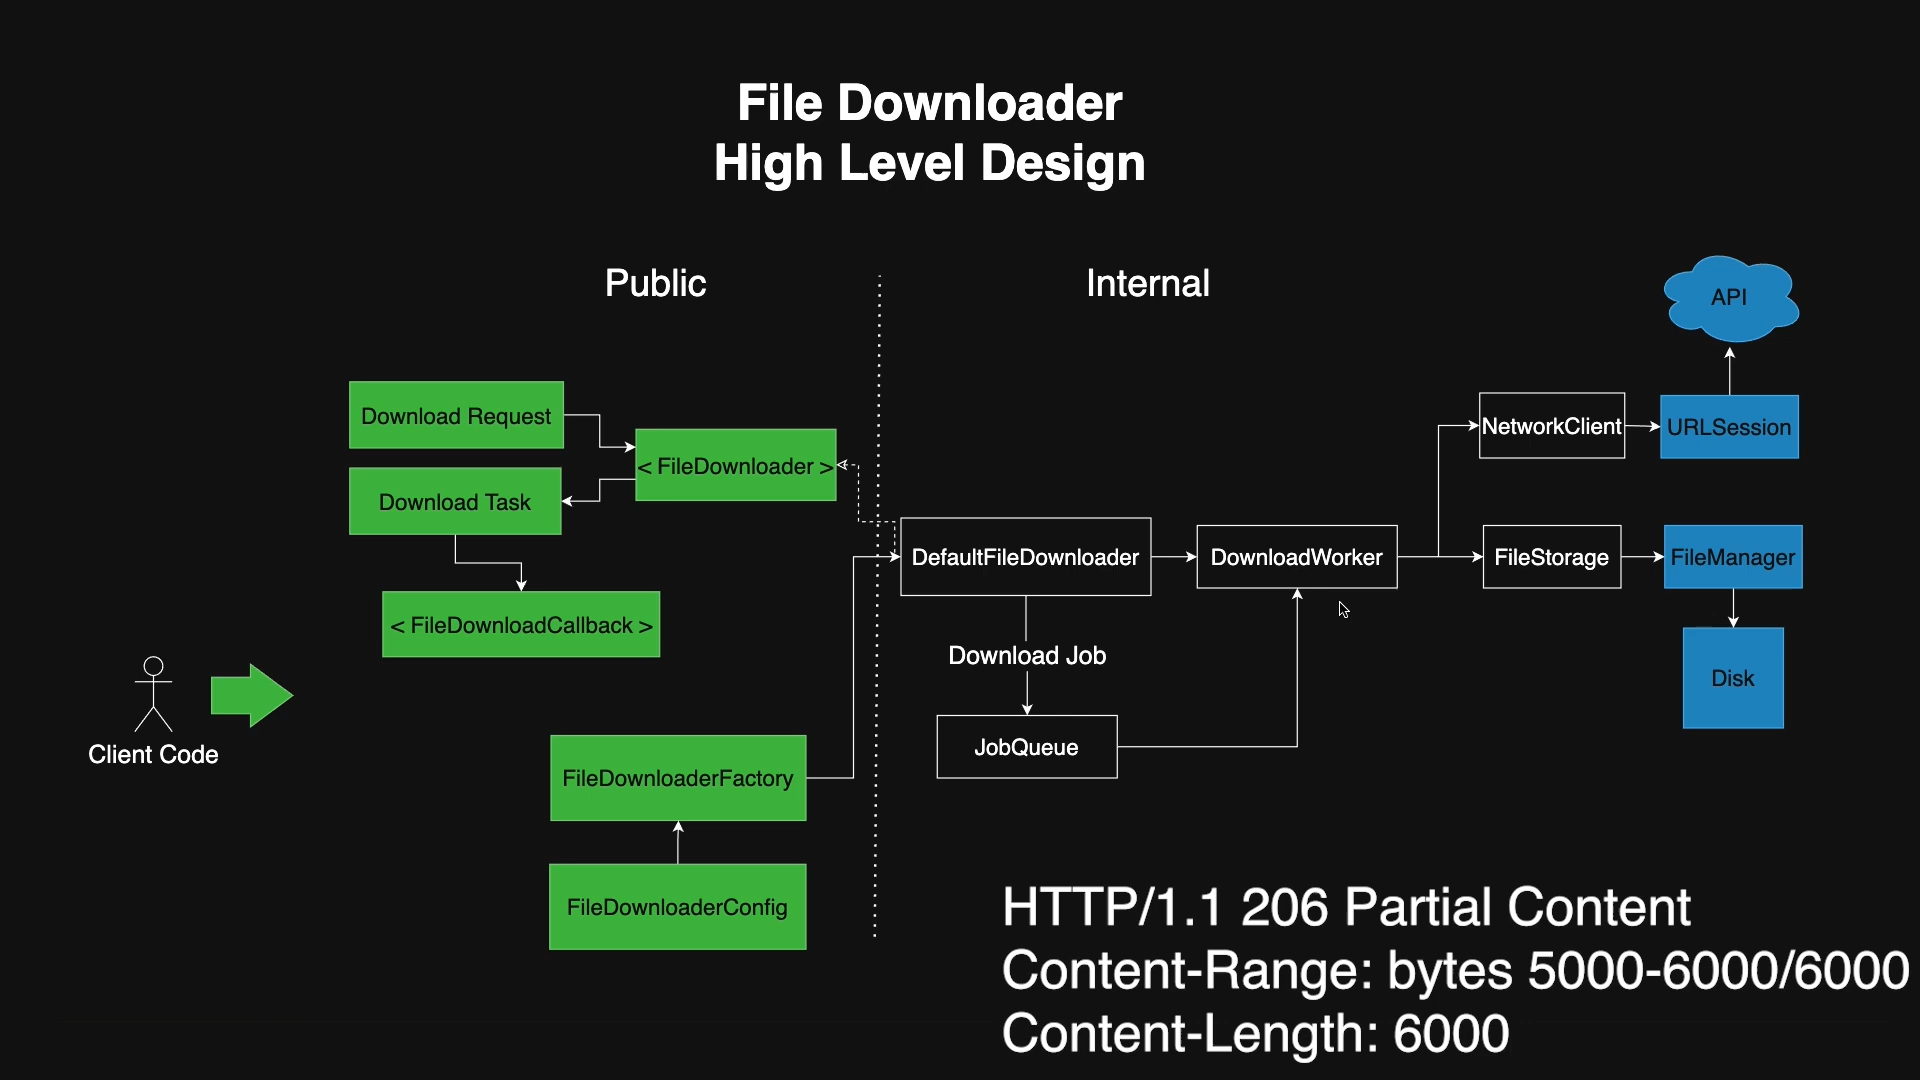 File Downloader
High Level Design
Public
Internal
API
Download Request
< FileDownloader >
NetworkClient
URLSession
Download Task
DefaultFileDownloader
DownloadWorker
FileStorage
FileManager
< FileDownloadCallback >
Download Job
Disk
Client Code
JobQueue
FileDownloaderFactory
FileDownloaderConfig
HTTP/1.1 206 Partial Content
Content-Range: bytes 5000-6000/6000
Content-Length: 6000